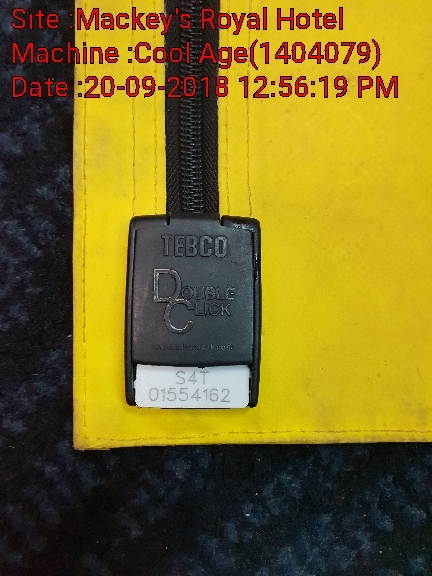 Site :Mackey's Royal Hotel
Machine :Cool Age(1404079)
Date :20-09-2018 12:56:19 PM
TEBCO
DOUBLE
CLICK
S4T
01554162